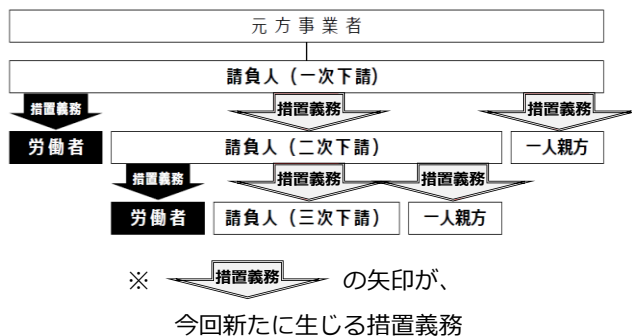 元方事業者
請負人（一次下請）
措置義務 措置義務 措置義務
労働者 請負人（二次下請） 一人親方
措置義務 措置義務 措置義務
労働者 請負人（三次下請） 一人親方
※ 措置義務 の矢印が、
今回新たに生じる措置義務